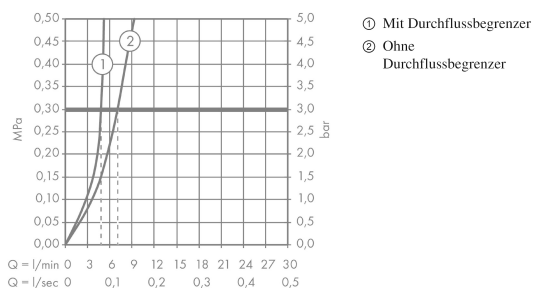 0,50 5,0
0,45 4,5
0,40 4,0
0,35 3,5
0,30 3,0
0,25 2,5
0,20 2,0
0,15 1,5
0,10 1,0
0,05 0,5
0,00 0,0
MPa
bar
1
2
Q = l/min 0 3 6 9 12 15 18 21 24 27 30
Q = l/sec 0 0,1 0,2 0,3 0,4 0,5
① Mit Durchflussbegrenzer
② Ohne
Durchflussbegrenzer